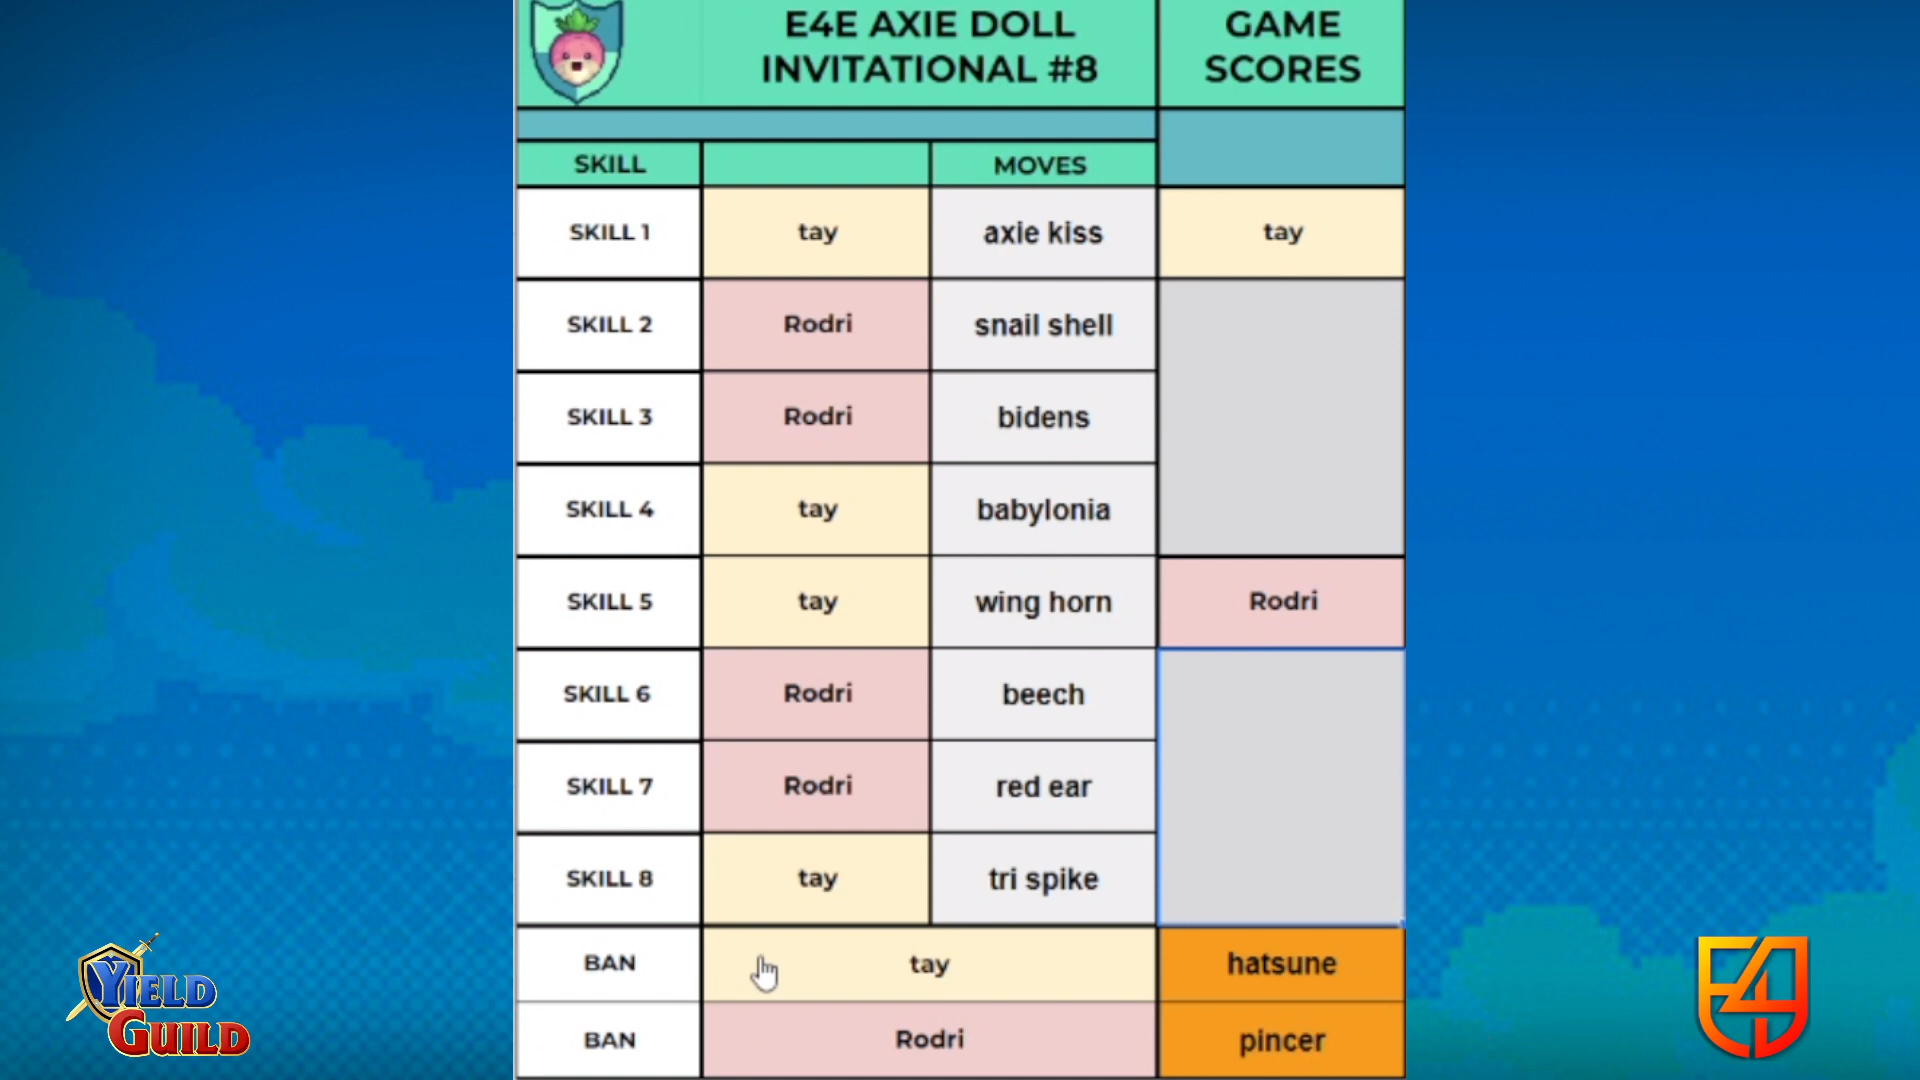 E4E AXIE DOLL
INVITATIONAL #8
GAME
SCORES
SKILL MOVES
SKILL 1 tay axie kiss tay
SKILL 2 Rodri snail shell
SKILL 3 Rodri bidens
SKILL 4 tay babylonia
SKILL 5 tay wing horn Rodri
SKILL 6 Rodri beech
SKILL 7 Rodri red ear
SKILL 8 tay tri spike
BAN tay hatsune
BAN Rodri pincer
YIELD
GUILD
E4